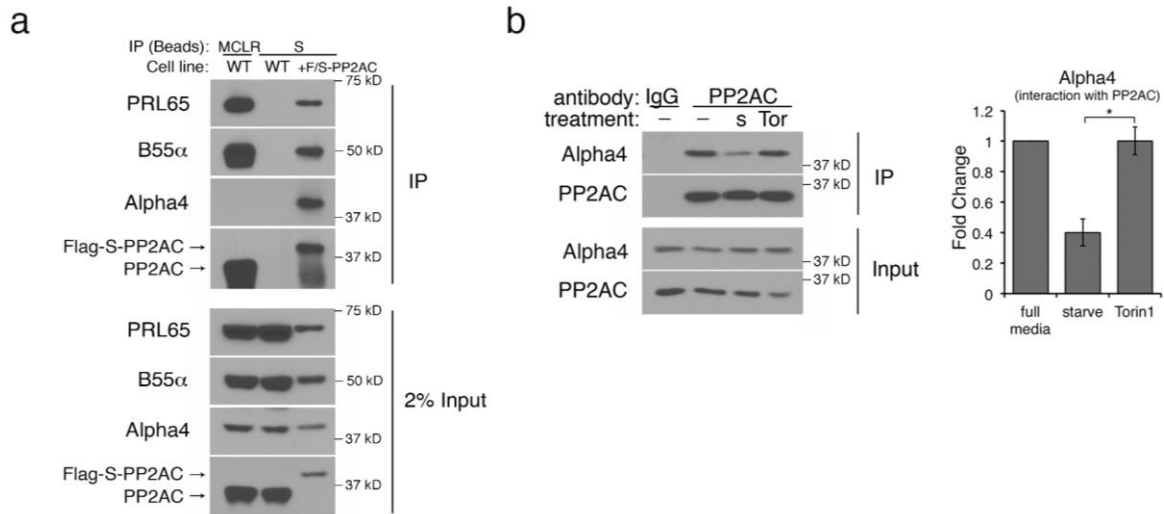 a
IP (Beads): MCLR S
Cell line: WT WT +F/S-PP2AC
75 kD
PRL65
B55α
50 kD
IP
Alpha4
37 kD
Flag-S-PP2AC →
37 kD
PP2AC →
75 kD
PRL65
B55α
50 kD
2% Input
Alpha4
37 kD
Flag-S-PP2AC →
37 kD
PP2AC →
b
antibody: IgG PP2AC
treatment: – – s Tor
Alpha4
37 kD
IP
37 kD
PP2AC
Alpha4
37 kD
Input
37 kD
PP2AC
Alpha4
(interaction with PP2AC)
*
Fold Change
1.2
1
0.8
0.6
0.4
0.2
0
full media starve Torin1